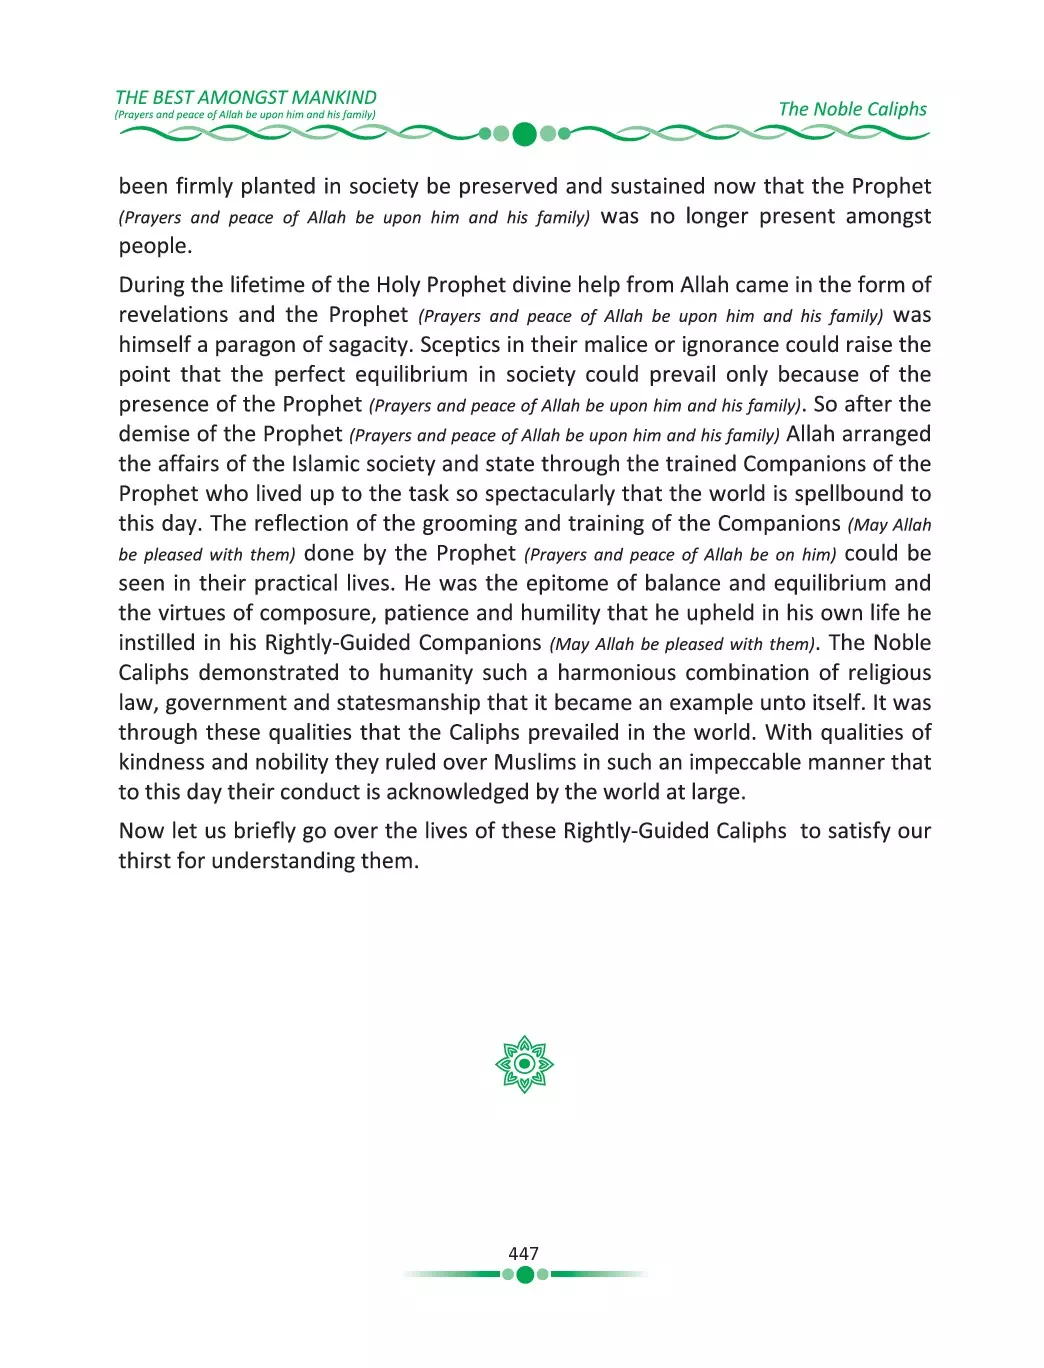 THE BEST AMONGST MANKIND
(Prayers and peace of Allah be upon him and his family)
The Noble Caliphs
been firmly planted in society be preserved and sustained now that the Prophet
(Prayers and peace of Allah be upon him and his family) was no longer present amongst
people.
During the lifetime of the Holy Prophet divine help from Allah came in the form of
revelations and the Prophet (Prayers and peace of Allah be upon him and his family) was
himself a paragon of sagacity. Sceptics in their malice or ignorance could raise the
point that the perfect equilibrium in society could prevail only because of the
presence of the Prophet (Prayers and peace of Allah be upon him and his family). So after the
demise of the Prophet (Prayers and peace of Allah be upon him and his family) Allah arranged
the affairs of the Islamic society and state through the trained Companions of the
Prophet who lived up to the task so spectacularly that the world is spellbound to
this day. The reflection of the grooming and training of the Companions (May Allah
be pleased with them) done by the Prophet (Prayers and peace of Allah be on him) could be
seen in their practical lives. He was the epitome of balance and equilibrium and
the virtues of composure, patience and humility that he upheld in his own life he
instilled in his Rightly-Guided Companions (May Allah be pleased with them). The Noble
Caliphs demonstrated to humanity such a harmonious combination of religious
law, government and statesmanship that it became an example unto itself. It was
through these qualities that the Caliphs prevailed in the world. With qualities of
kindness and nobility they ruled over Muslims in such an impeccable manner that
to this day their conduct is acknowledged by the world at large.
Now let us briefly go over the lives of these Rightly-Guided Caliphs to satisfy our
thirst for understanding them.
447